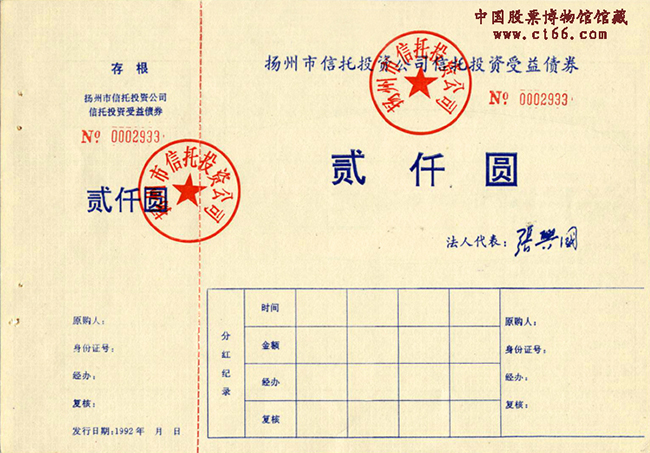 中国股票博物馆馆藏
www.ct66.com
存根
扬州市信托投资公司
信托投资受益债券
№ 0002933
贰仟圆
扬州市信托投资公司
原购人：
身份证号：
经办：
复核：
发行日期：1992年 月 日
扬州市信托投资公司信托投资受益债券
扬州市信托投资公司
№ 0002933
贰仟圆
法人代表：
分红纪录
时间
金额
经办
复核
原购人：
身份证号：
经办：
复核：